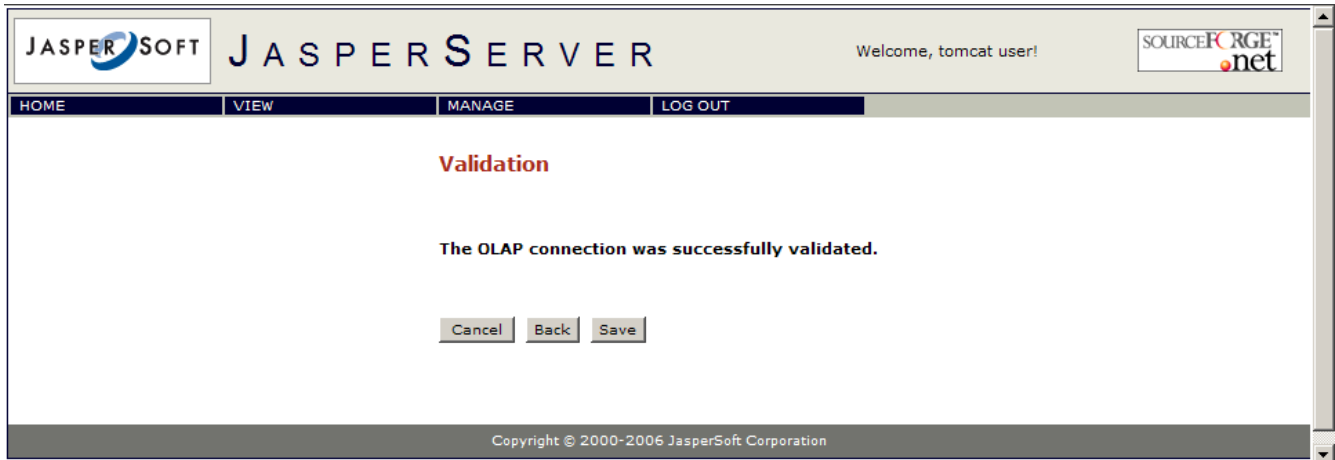 JASPERSOFT JASPERSERVER Welcome, tomcat user! SOURCEFORGE™
.net
HOME VIEW MANAGE LOG OUT
Validation
The OLAP connection was successfully validated.
Cancel Back Save
Copyright © 2000-2006 JasperSoft Corporation